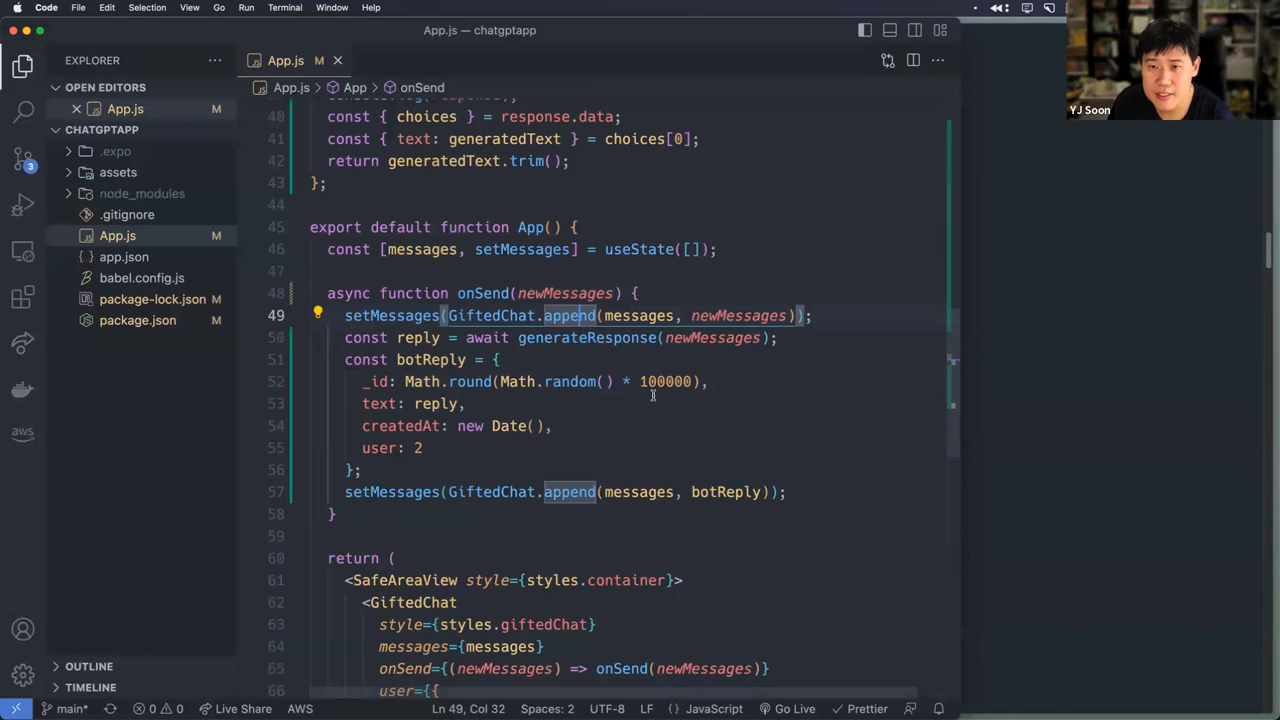 Code File Edit Selection View Go Run Terminal Window Help
App.js — chatgptapp
EXPLORER
OPEN EDITORS
App.js M
CHATGPTAPP
.expo
assets
node_modules
.gitignore
App.js M
app.json
babel.config.js
package-lock.json M
package.json M
OUTLINE
TIMELINE
3
aws
App.js M
App.js > App > onSend
40 const { choices } = response.data;
41 const { text: generatedText } = choices[0];
42 return generatedText.trim();
43 };
44
45 export default function App() {
46 const [messages, setMessages] = useState([]);
47
48 async function onSend(newMessages) {
49 setMessages(GiftedChat.append(messages, newMessages));
50 const reply = await generateResponse(newMessages);
51 const botReply = {
52 _id: Math.round(Math.random() * 100000),
53 text: reply,
54 createdAt: new Date(),
55 user: 2
56 };
57 setMessages(GiftedChat.append(messages, botReply));
58 }
59
60 return (
61 <SafeAreaView style={styles.container}>
62 <GiftedChat
63 style={styles.giftedChat}
64 messages={messages}
65 onSend={(newMessages) => onSend(newMessages)}
66 user={{
YJ Soon
main* 0 0 Live Share AWS Ln 49, Col 32 Spaces: 2 UTF-8 LF {} JavaScript Go Live Prettier